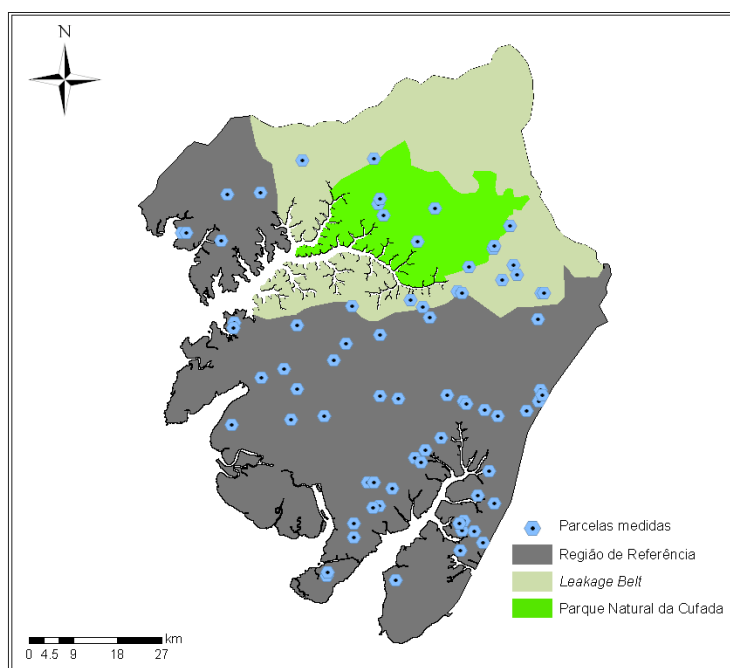 N
Parcelas medidas
Região de Referência
Leakage Belt
Parque Natural da Cufada
km
0 4.5 9 18 27